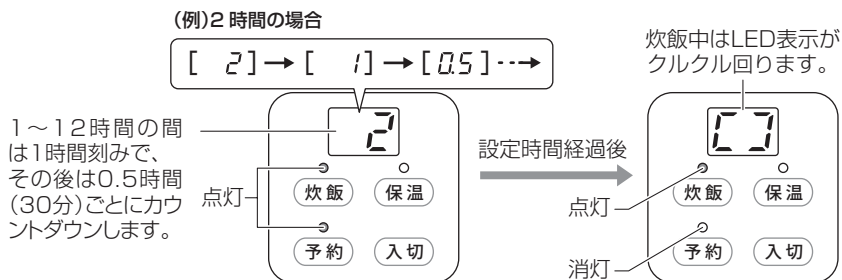 (例)2 時間の場合
[ 2]→[ 1]→[0.5]--→
1～12時間の間
は1時間刻みで、
その後は0.5時間
(30分)ごとにカウ
ントダウンします。
2
点灯
炊飯
保温
予約
入切
設定時間経過後
炊飯中はLED表示が
クルクル回ります。
点灯
消灯
炊飯
保温
予約
入切